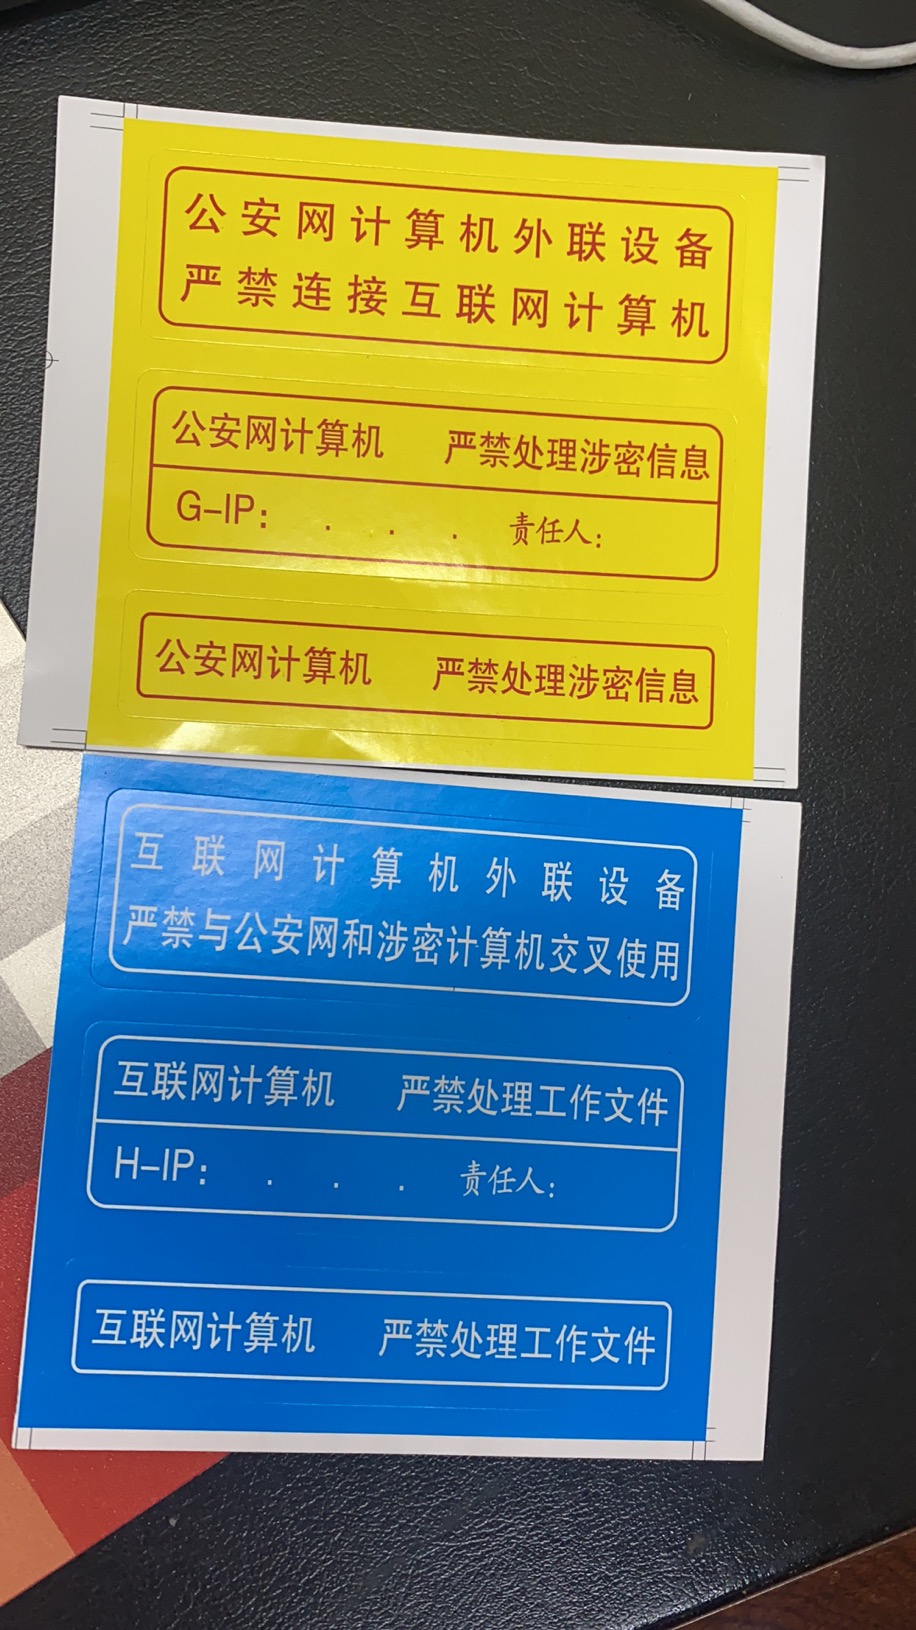 公安网计算机外联设备
严禁连接互联网计算机
公安网计算机 严禁处理涉密信息
G-IP: . . . 责任人:
公安网计算机 严禁处理涉密信息
互联网计算机外联设备
严禁与公安网和涉密计算机交叉使用
互联网计算机 严禁处理工作文件
H-IP: . . . 责任人:
互联网计算机 严禁处理工作文件